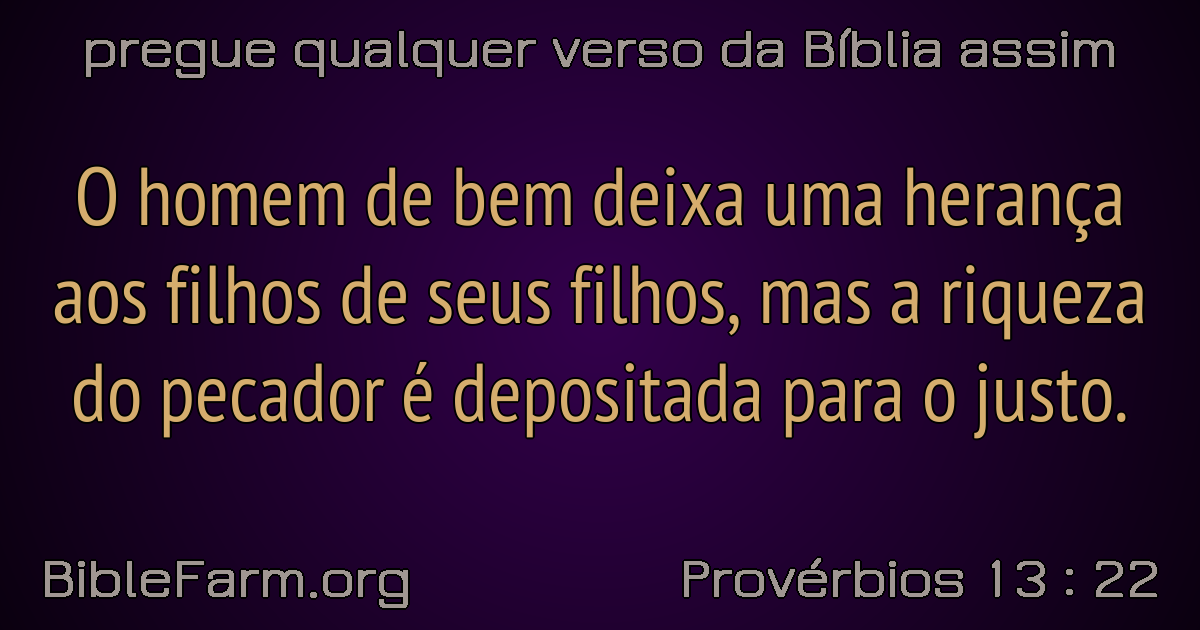 pregue qualquer verso da Bíblia assim
O homem de bem deixa uma herança
aos filhos de seus filhos, mas a riqueza
do pecador é depositada para o justo.
BibleFarm.org
Provérbios 13 : 22